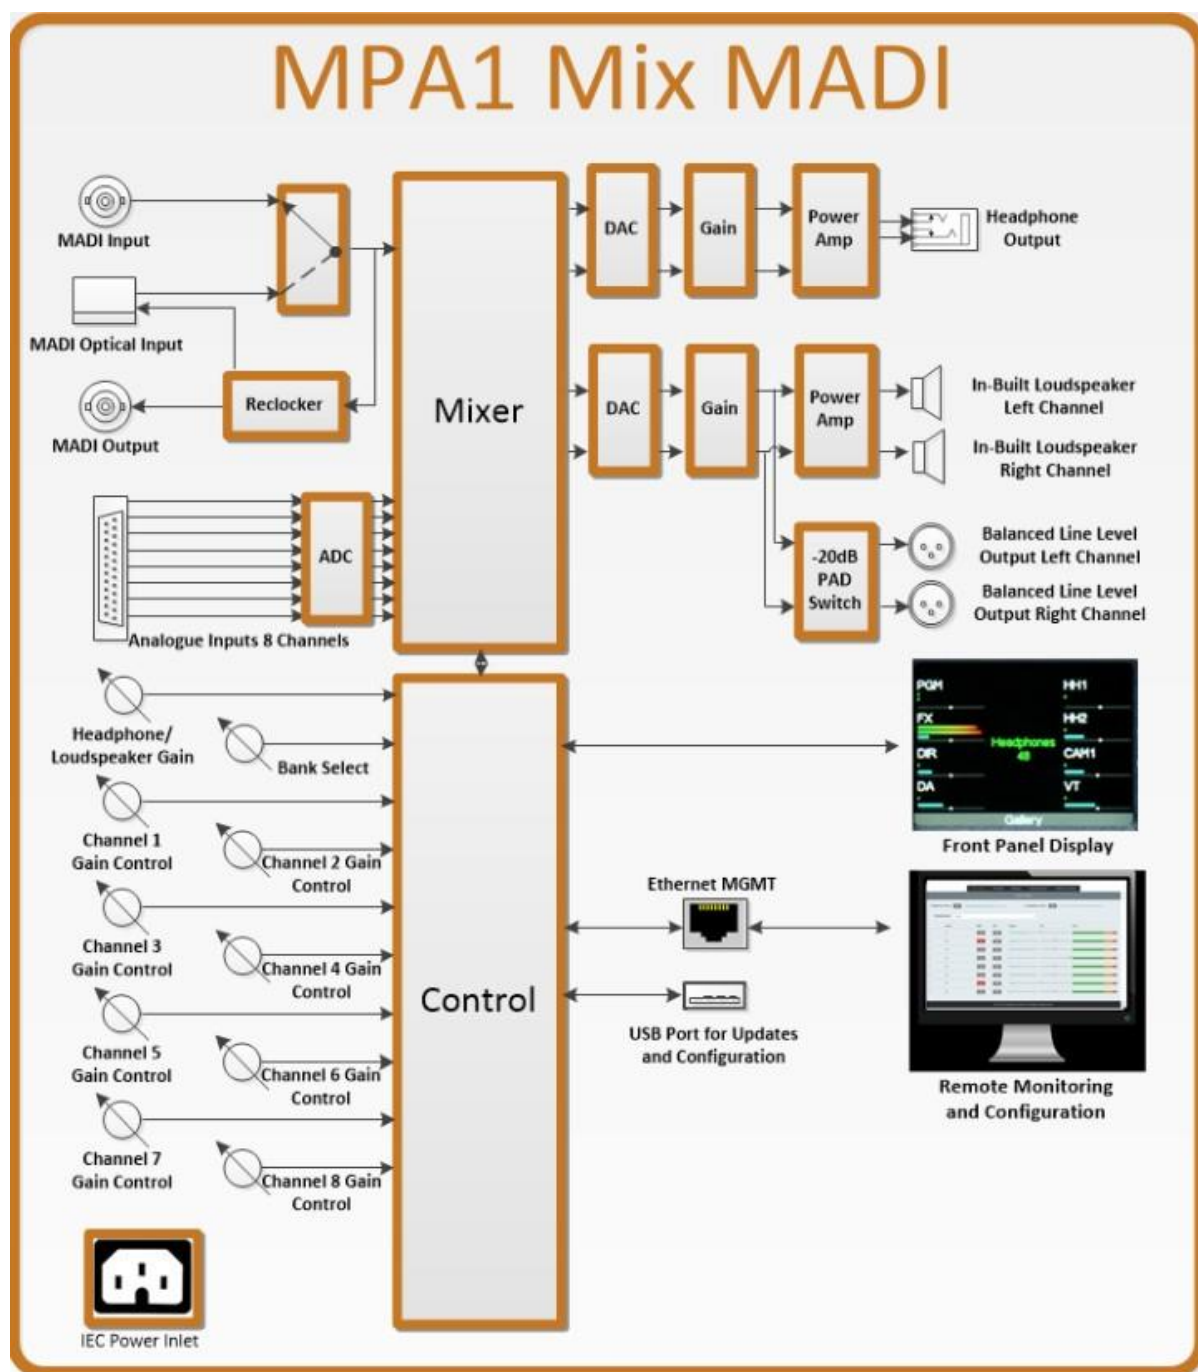 MPA1 Mix MADI
MADI Input
MADI Optical Input
Reclocker
MADI Output
ADC
Analogue Inputs 8 Channels
Mixer
DAC
Gain
Power
Amp
Headphone
Output
DAC
Gain
Power
Amp
In-Built Loudspeaker
Left Channel
In-Built Loudspeaker
Right Channel
-20dB
PAD
Switch
Balanced Line Level
Output Left Channel
Balanced Line Level
Output Right Channel
Headphone/
Loudspeaker Gain
Bank Select
Channel 1
Gain Control
Channel 2 Gain
Control
Channel 3
Gain Control
Channel 4 Gain
Control
Channel 5
Gain Control
Channel 6 Gain
Control
Channel 7
Gain Control
Channel 8 Gain
Control
IEC Power Inlet
Control
PGM
HH1
FX
HH2
Headphones
48
DIR
CAM1
DA
VT
Gallery
Front Panel Display
Ethernet MGMT
USB Port for Updates
and Configuration
Remote Monitoring
and Configuration